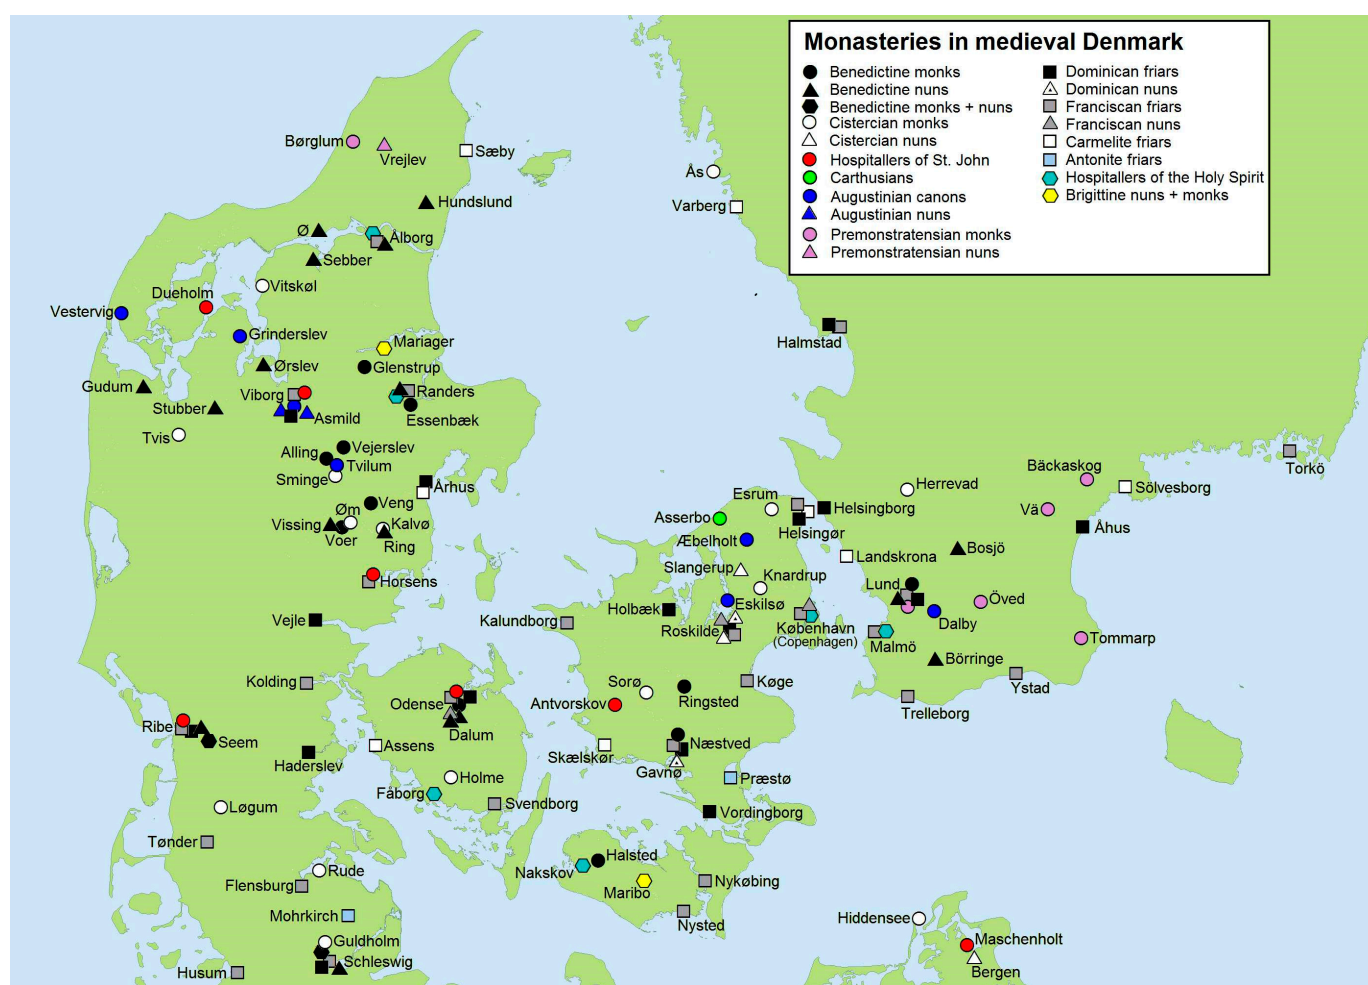 Monasteries in medieval Denmark
Benedictine monks
Benedictine nuns
Benedictine monks + nuns
Cistercian monks
Cistercian nuns
Hospitallers of St. John
Carthusians
Augustinian canons
Augustinian nuns
Premonstratensian monks
Premonstratensian nuns
Dominican friars
Dominican nuns
Franciscan friars
Franciscan nuns
Carmelite friars
Antonite friars
Hospitallers of the Holy Spirit
Brigittine nuns + monks
Børglum
Vrejlev
Sæby
Ås
Varberg
Hundslund
Ø
Ålborg
Sebber
Vitskøl
Dueholm
Vestervig
Grinderslev
Mariager
Halmstad
Ørslev
Glenstrup
Gudum
Viborg
Randers
Stubber
Asmild
Essenbæk
Tvis
Vejerslev
Alling
Tvilum
Sminge
Århus
Bäckaskog
Torkö
Sölvesborg
Herrevad
Esrum
Veng
Øm
Asserbo
Helsingborg
Vä
Vissing
Kalvø
Voer
Ring
Helsingør
Åhus
Æbelholt
Landskrona
Bosjö
Slangerup
Knardrup
Horsens
Lund
Eskilsø
Öved
Holbæk
Vejle
Kalundborg
Roskilde
København
(Copenhagen)
Dalby
Malmö
Tommarp
Börringe
Kolding
Sorø
Køge
Ystad
Odense
Antvorskov
Ringsted
Trelleborg
Ribe
Seem
Dalum
Assens
Næstved
Skælskør
Haderslev
Gavnø
Holme
Præstø
Fåborg
Svendborg
Løgum
Vordingborg
Tønder
Halsted
Nakskov
Rude
Flensburg
Maribo
Nykøbing
Mohrkirch
Nysted
Hiddensee
Guldholm
Maschenholt
Schleswig
Husum
Bergen